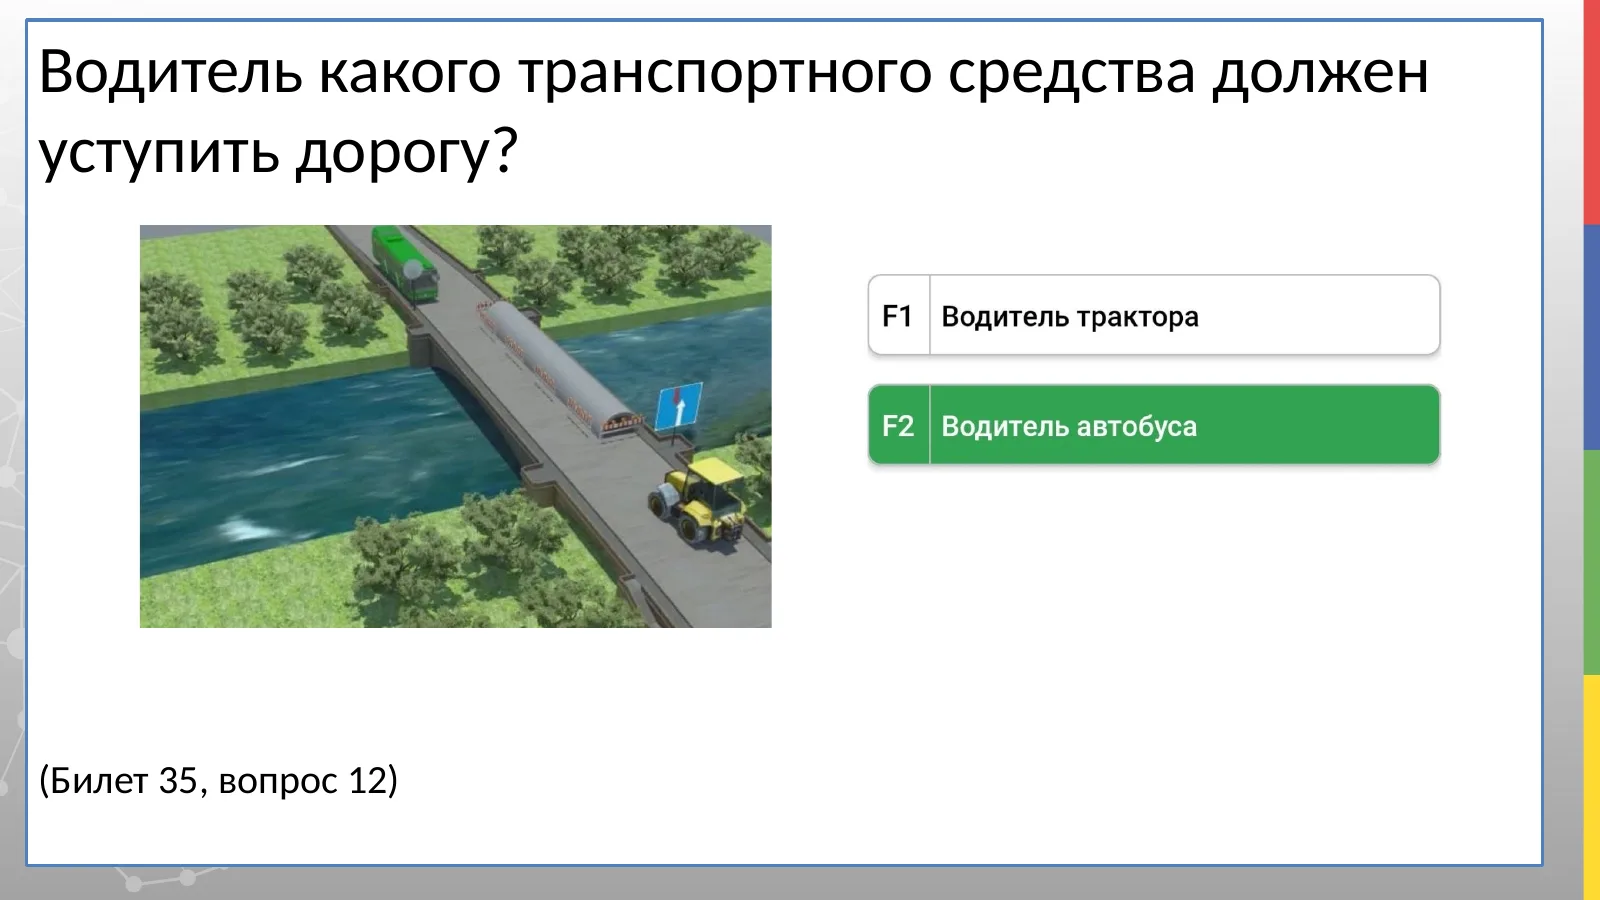 Водитель какого транспортного средства должен
уступить дорогу?
F1 Водитель трактора
F2 Водитель автобуса
(Билет 35, вопрос 12)